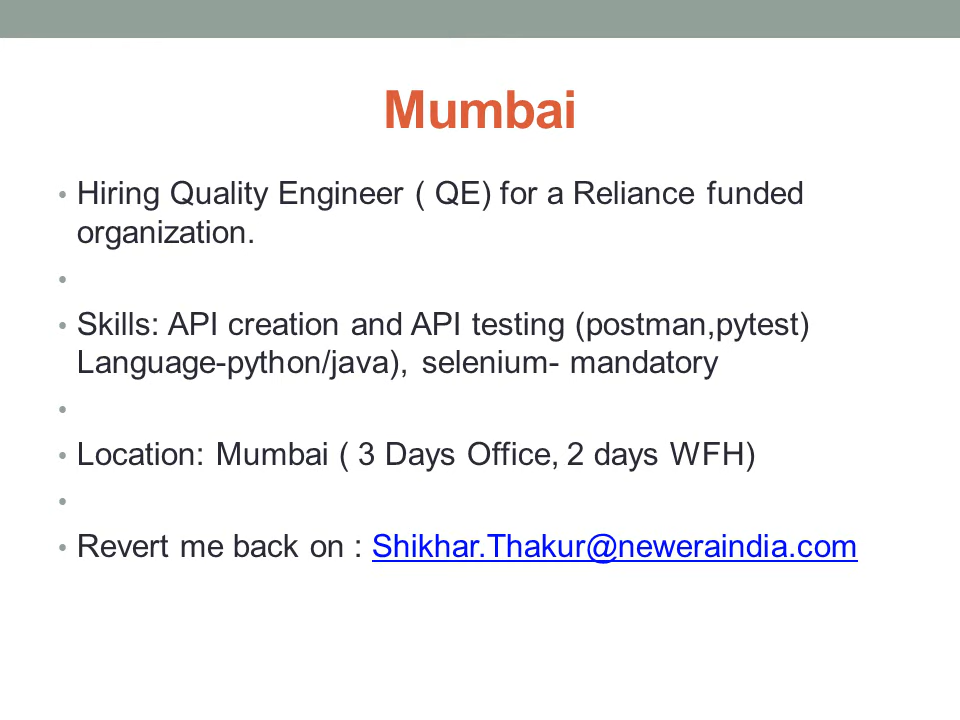 Mumbai
• Hiring Quality Engineer ( QE) for a Reliance funded
organization.
•
• Skills: API creation and API testing (postman,pytest)
Language-python/java), selenium- mandatory
•
• Location: Mumbai ( 3 Days Office, 2 days WFH)
•
• Revert me back on : Shikhar.Thakur@neweraindia.com